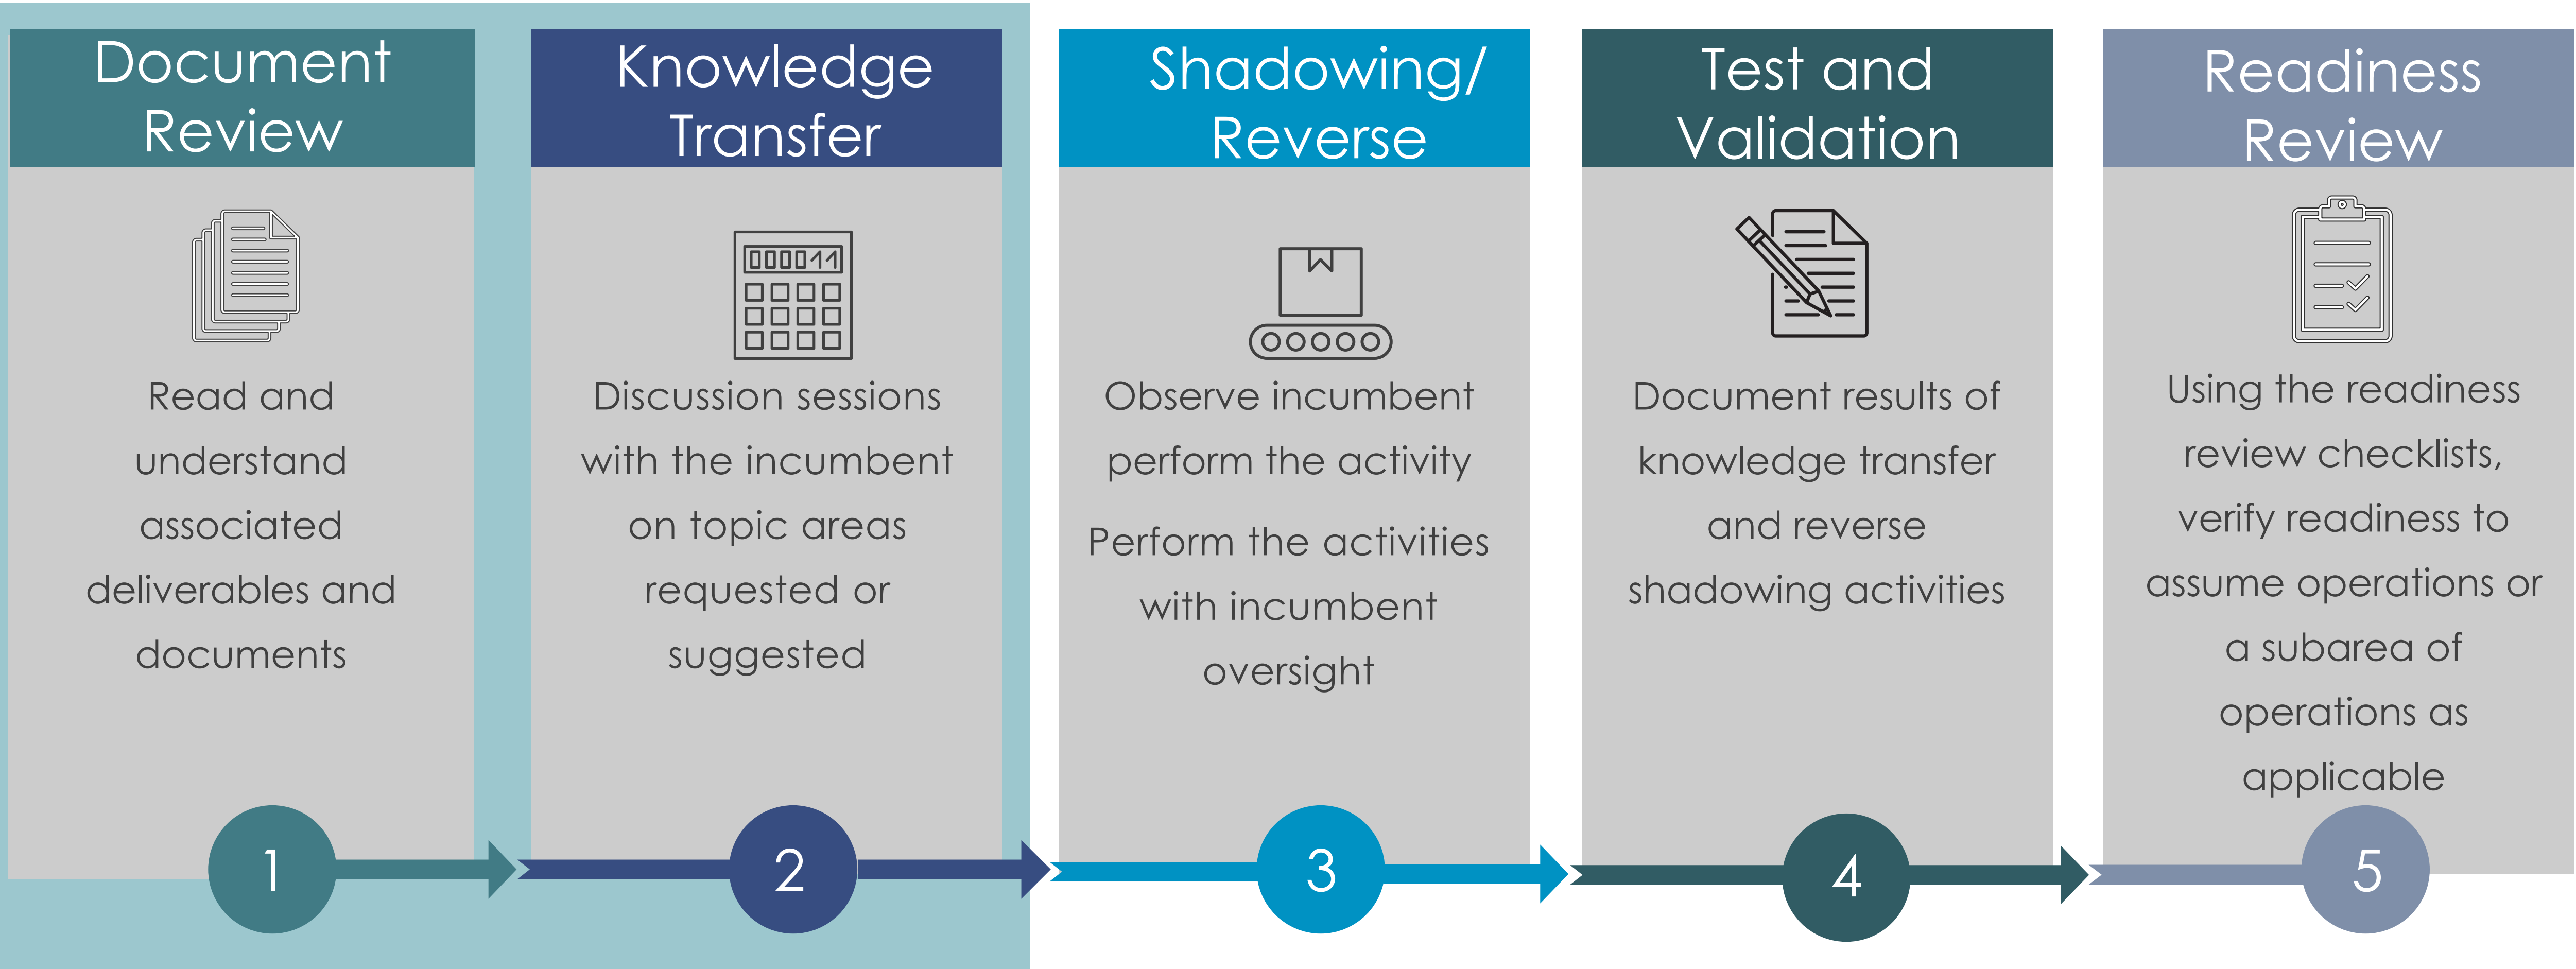 Document
Review
Read and
understand
associated
deliverables and
documents
1
Knowledge
Transfer
000011
Discussion sessions
with the incumbent
on topic areas
requested or
suggested
2
Shadowing/
Reverse
Observe incumbent
perform the activity
Perform the activities
with incumbent
oversight
3
Test and
Validation
Document results of
knowledge transfer
and reverse
shadowing activities
4
Readiness
Review
Using the readiness
review checklists,
verify readiness to
assume operations or
a subarea of
operations as
applicable
5